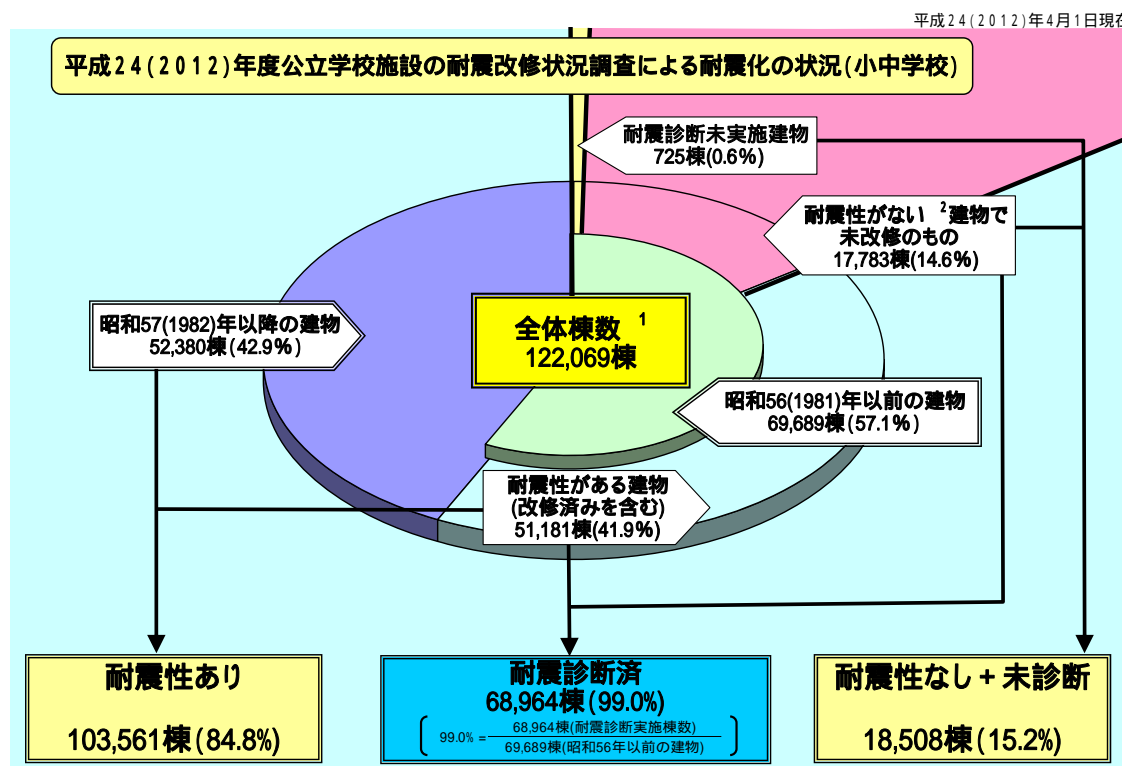 平成24(2012)年4月1日現在
平成24(2012)年度公立学校施設の耐震改修状況調査による耐震化の状況(小中学校)
耐震診断未実施建物
725棟(0.6%)
耐震性がない 2建物で
未改修のもの
17,783棟(14.6%)
昭和57(1982)年以降の建物
52,380棟(42.9%)
全体棟数 1
122,069棟
昭和56(1981)年以前の建物
69,689棟(57.1%)
耐震性がある建物
(改修済みを含む)
51,181棟(41.9%)
耐震性あり
103,561棟(84.8%)
耐震診断済
68,964棟(99.0%)
99.0% = 68,964棟(耐震診断実施棟数)
69,689棟(昭和56年以前の建物)
耐震性なし+未診断
18,508棟(15.2%)